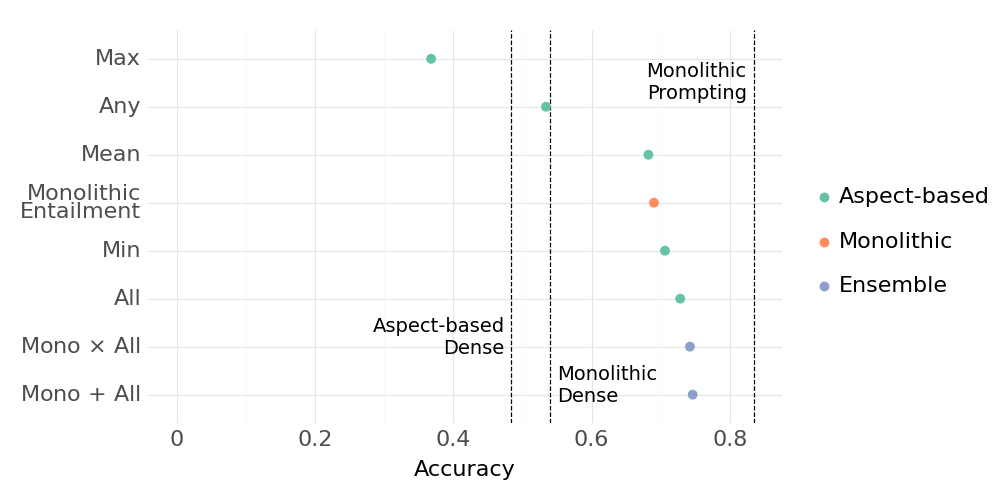 Max
Any
Mean
Monolithic
Entailment
Min
All
Mono × All
Mono + All
Monolithic
Prompting
Aspect-based
Dense
Monolithic
Dense
0
0.2
0.4
0.6
0.8
Accuracy
Aspect-based
Monolithic
Ensemble